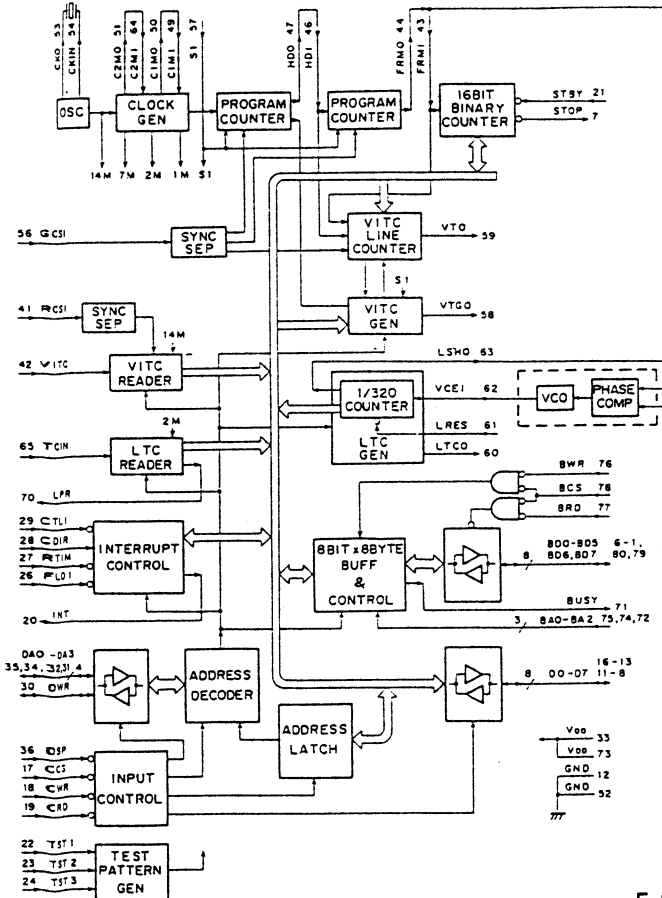 CKO 53
CKIN 54
C2MO 51
C2MI 64
C1MO 50
C1MI 49
S1 57
HDO 47
HDI 46
FRMO 44
FRMI 43
OSC
CLOCK GEN
PROGRAM COUNTER
PROGRAM COUNTER
16BIT BINARY COUNTER
STBY 21
STOP 7
14M
7M
2M
1M
S1
56 GCSI
SYNC SEP
VITC LINE COUNTER
VTO 59
S1
41 RCSI
SYNC SEP
VITC GEN
VTGO 58
14M
42 VITC
VITC READER
LSHO 63
1/320 COUNTER
VCEI 62
VCO
PHASE COMP
2M
LRES 61
65 TCIN
LTC READER
LTC GEN
LTCO 60
70 LPR
BWR 76
BCS 78
BRD 77
29 CTLI
28 CDIR
27 RTIM
26 FLDI
INTERRUPT CONTROL
8BIT x 8BYTE BUFF & CONTROL
8
BD0-BD5 6-1,
BD6,BD7 80,79
BUSY 71
20 INT
3 BA0-BA2 75,74,72
DA0-DA3
35,34,32,31 4
30 DWR
ADDRESS DECODER
8 D0-D7 16-13
11-8
ADDRESS LATCH
36 DSP
17 CCS
18 CWR
19 CRD
INPUT CONTROL
VDD 33
VDD 73
GND 12
GND 52
22 TST1
23 TST2
24 TST3
TEST PATTERN GEN